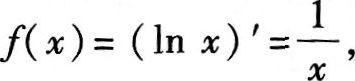 f(x)=(ln x)′=1/x,